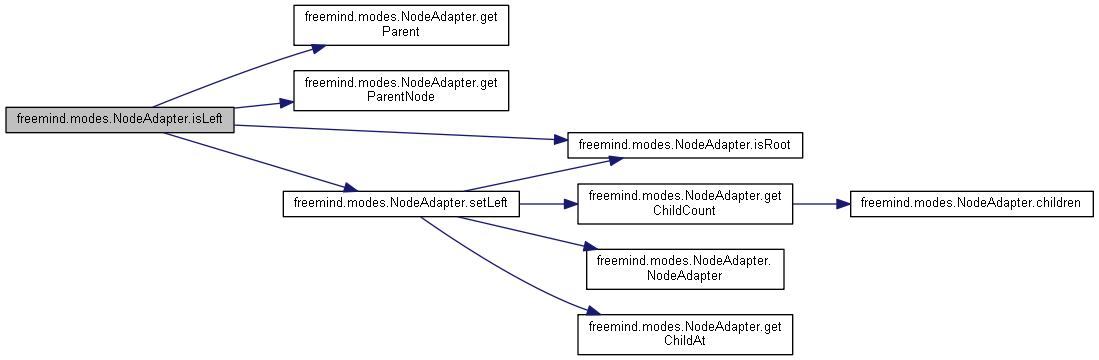 freemind.modes.NodeAdapter.get
Parent
freemind.modes.NodeAdapter.get
ParentNode
freemind.modes.NodeAdapter.isLeft
freemind.modes.NodeAdapter.isRoot
freemind.modes.NodeAdapter.setLeft
freemind.modes.NodeAdapter.get
ChildCount
freemind.modes.NodeAdapter.children
freemind.modes.NodeAdapter.
NodeAdapter
freemind.modes.NodeAdapter.get
ChildAt